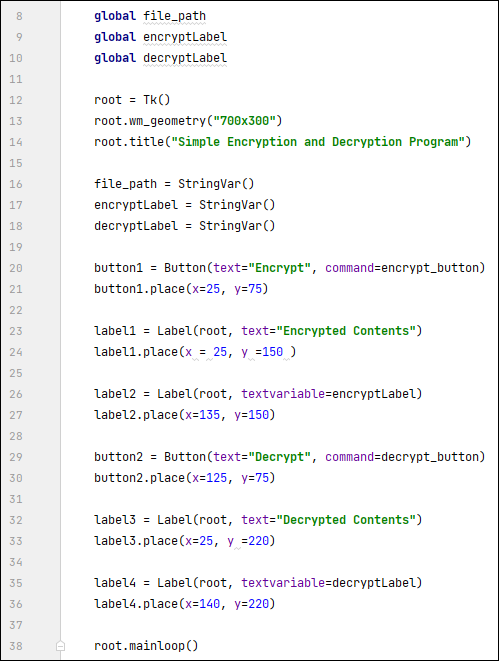 8 global file_path
9 global encryptLabel
10 global decryptLabel
11
12 root = Tk()
13 root.wm_geometry("700x300")
14 root.title("Simple Encryption and Decryption Program")
15
16 file_path = StringVar()
17 encryptLabel = StringVar()
18 decryptLabel = StringVar()
19
20 button1 = Button(text="Encrypt", command=encrypt_button)
21 button1.place(x=25, y=75)
22
23 label1 = Label(root, text="Encrypted Contents")
24 label1.place(x = 25, y =150 )
25
26 label2 = Label(root, textvariable=encryptLabel)
27 label2.place(x=135, y=150)
28
29 button2 = Button(text="Decrypt", command=decrypt_button)
30 button2.place(x=125, y=75)
31
32 label3 = Label(root, text="Decrypted Contents")
33 label3.place(x=25, y =220)
34
35 label4 = Label(root, textvariable=decryptLabel)
36 label4.place(x=140, y=220)
37
38 root.mainloop()